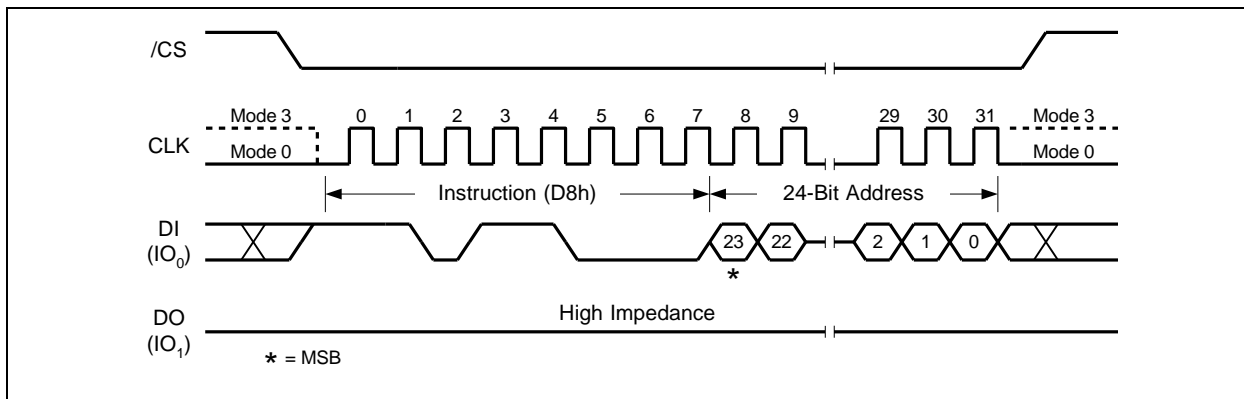 /CS
Mode 3 0 1 2 3 4 5 6 7 8 9 29 30 31 Mode 3
CLK
Mode 0 Mode 0
Instruction (D8h) 24-Bit Address
DI
(IO0) 23 22 2 1 0
*
High Impedance
DO
(IO1)
* = MSB